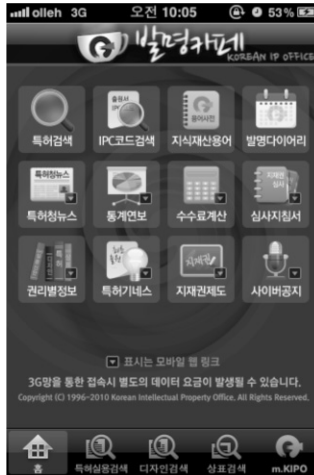 olleh 3G 오전 10:05 53%
발명카페
KOREAN IP OFFICE
특허검색 IPC코드검색 지식재산용어 발명다이어리
특허청뉴스 통계연보 수수료계산 심사지침서
권리별정보 특허기네스 지재권제도 사이버공지
표시는 모바일 웹 링크
3G망을 통한 접속시 별도의 데이터 요금이 발생될 수 있습니다.
Copyright (C) 1996-2010 Korean Intellectual Property Office. All Rights Reserved.
홈 특허실용검색 디자인검색 상표검색 m.KIPO